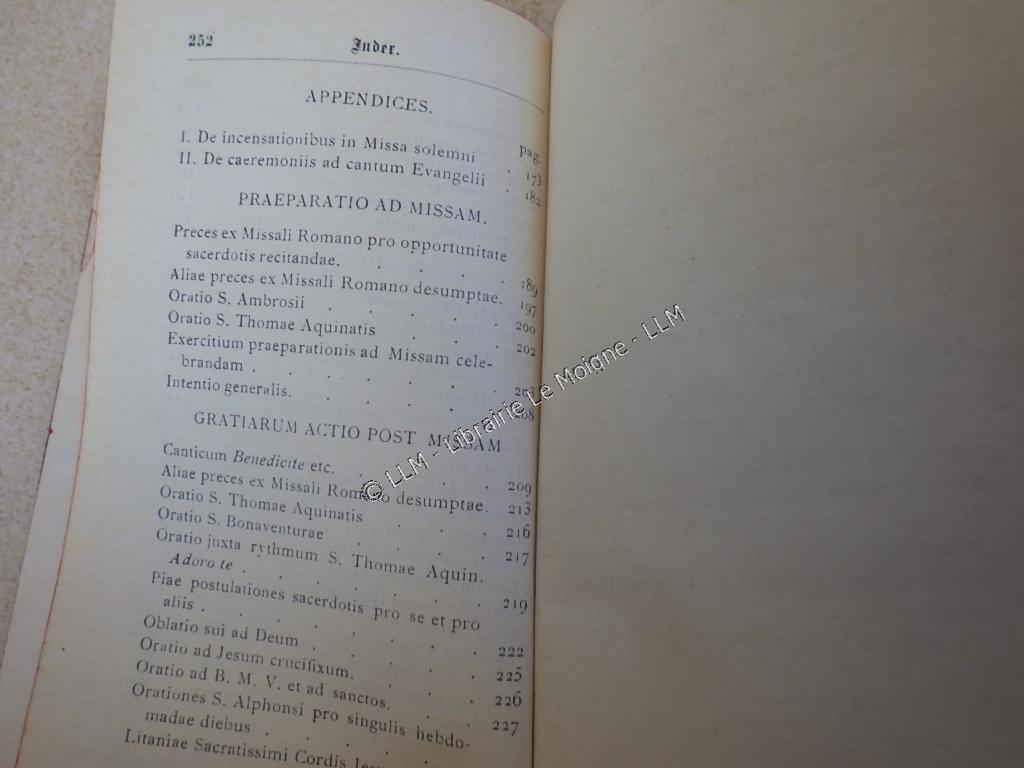 252 Index.
APPENDICES.
Pag.
I. De incensationibus in Missa solemni . 173
II. De caeremoniis ad cantum Evangelii . 182
PRAEPARATIO AD MISSAM.
Preces ex Missali Romano pro opportunitate
sacerdotis recitandae. . . . . 189
Aliae preces ex Missali Romano desumptae. 197
Oratio S. Ambrosii . . . . . 200
Oratio S. Thomae Aquinatis . . . 202
Exercitium praeparationis ad Missam cele-
brandam . . . . . .
Intentio generalis. . . . . .
GRATIARUM ACTIO POST MISSAM
Canticum Benedicite etc. . . . . 209
Aliae preces ex Missali Romano desumptae. 213
Oratio S. Thomae Aquinatis . . . 216
Oratio S. Bonaventurae . . . . 217
Oratio juxta rythmum S. Thomae Aquin.
Adoro te . . . . . . 219
Piae postulationes sacerdotis pro se et pro
aliis . . . . . . . 222
Oblatio sui ad Deum . . . . 225
Oratio ad Jesum crucifixum. . . . 226
Oratio ad B. M. V. et ad sanctos. . . 227
Orationes S. Alphonsi pro singulis hebdo-
madae diebus . . . . .
Litaniae Sacratissimi Cordis
© LLM - Librairie Le Moigne - LLM